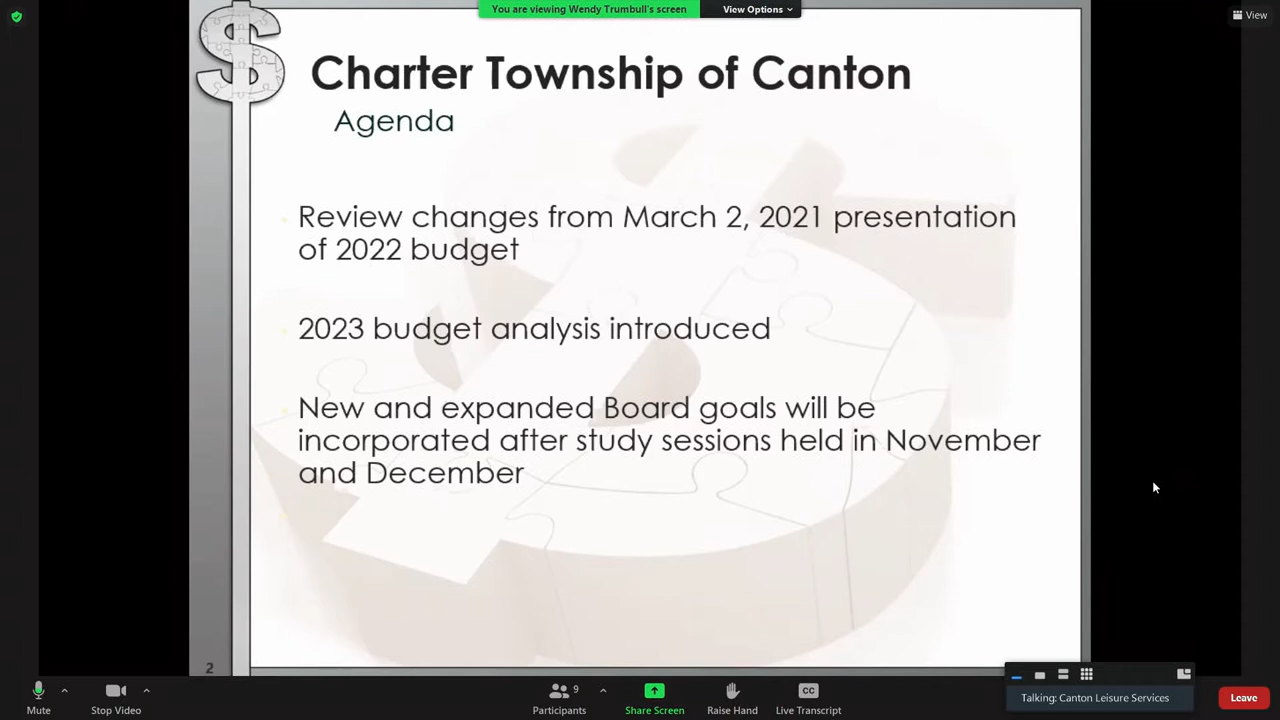 You are viewing Wendy Trumbull's screen
View Options
View
Charter Township of Canton
Agenda
Review changes from March 2, 2021 presentation
of 2022 budget
2023 budget analysis introduced
New and expanded Board goals will be
incorporated after study sessions held in November
and December
2
Talking: Canton Leisure Services
Mute
Stop Video
9
Participants
Share Screen
Raise Hand
CC
Live Transcript
Leave